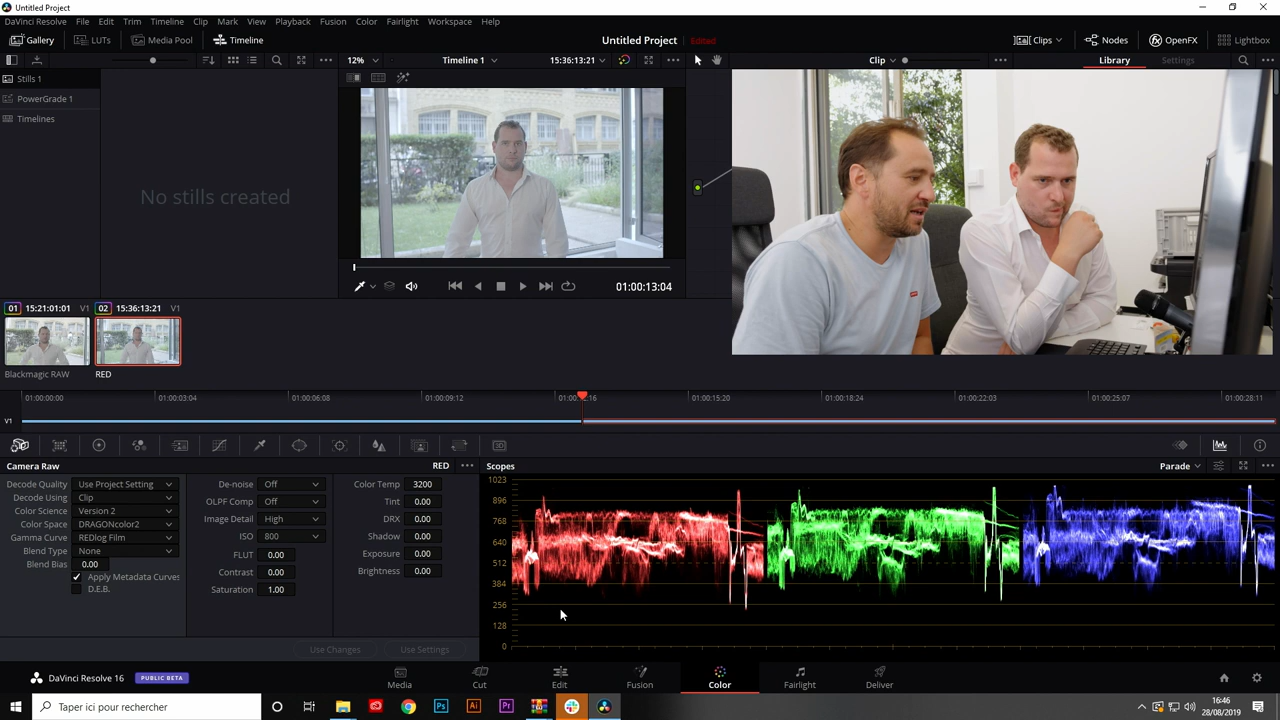 Untitled Project
DaVinci Resolve File Edit Trim Timeline Clip Mark View Playback Fusion Color Fairlight Workspace Help
Gallery LUTs Media Pool Timeline Untitled Project Edited Clips Nodes OpenFX Lightbox
12% Timeline 1 15:36:13:21 Clip Library Settings
Stills 1
PowerGrade 1
Timelines
No stills created
01:00:13:04
01 15:21:01:01 V1 02 15:36:13:21 V1
Blackmagic RAW RED
01:00:00:00 01:00:03:04 01:00:06:08 01:00:09:12 01:00:15:20 01:00:18:24 01:00:22:03 01:00:25:07 01:00:28:11
V1
3D
Camera Raw RED Scopes Parade
Decode Quality Use Project Setting De-noise Off Color Temp 3200
Decode Using Clip OLPF Comp Off Tint 0.00
Color Science Version 2 Image Detail High DRX 0.00
Color Space DRAGONcolor2 ISO 800 Shadow 0.00
Gamma Curve REDlog Film FLUT 0.00 Exposure 0.00
Blend Type None Contrast 0.00 Brightness 0.00
Blend Bias 0.00 Saturation 1.00
Apply Metadata Curves
D.E.B.
Use Changes Use Settings
1023
896
768
640
512
384
256
128
0
DaVinci Resolve 16 PUBLIC BETA Media Cut Edit Fusion Color Fairlight Deliver
Taper ici pour rechercher Ps Ai Pr 16:46
28/08/2019